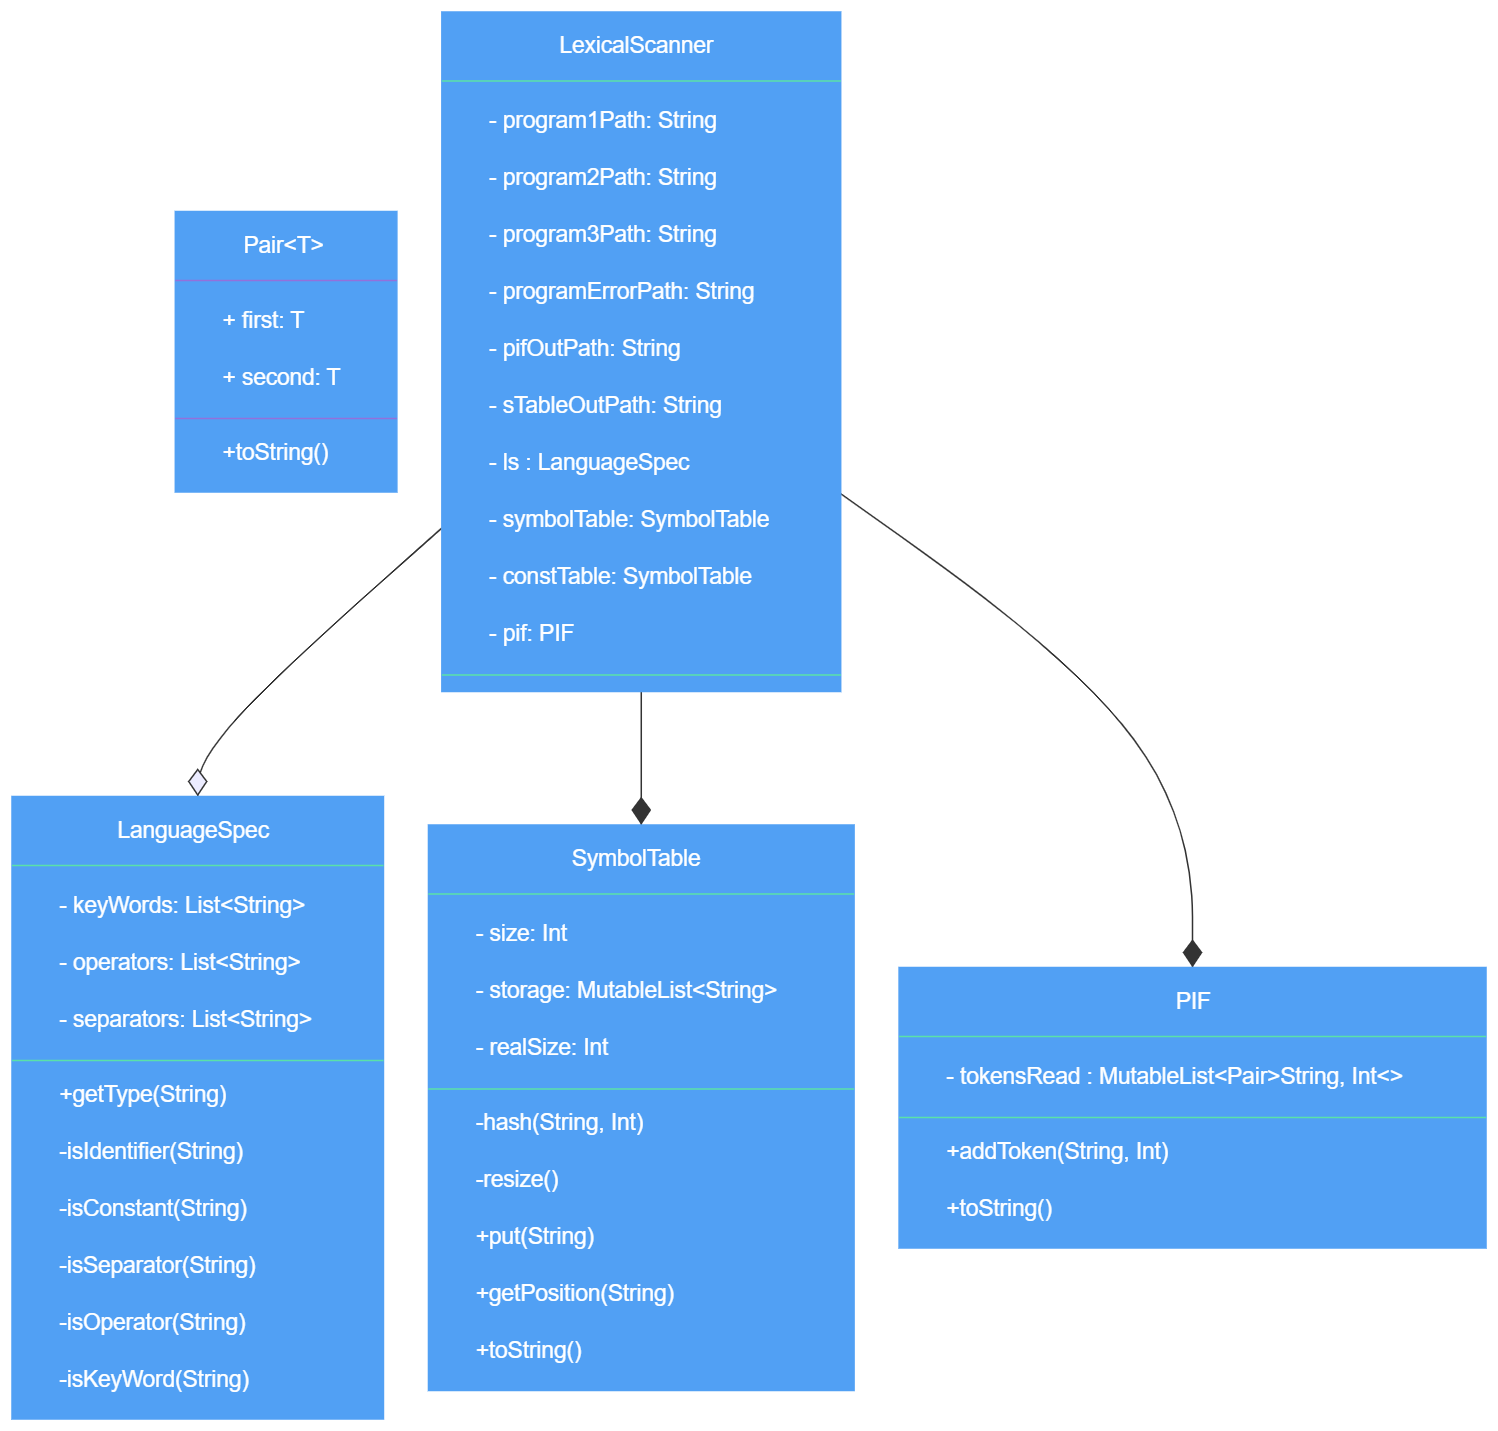 LexicalScanner
- program1Path: String
- program2Path: String
- program3Path: String
- programErrorPath: String
- pifOutPath: String
- sTableOutPath: String
- ls : LanguageSpec
- symbolTable: SymbolTable
- constTable: SymbolTable
- pif: PIF
Pair<T>
+ first: T
+ second: T
+toString()
LanguageSpec
- keyWords: List<String>
- operators: List<String>
- separators: List<String>
+getType(String)
-isIdentifier(String)
-isConstant(String)
-isSeparator(String)
-isOperator(String)
-isKeyWord(String)
SymbolTable
- size: Int
- storage: MutableList<String>
- realSize: Int
-hash(String, Int)
-resize()
+put(String)
+getPosition(String)
+toString()
PIF
- tokensRead : MutableList<Pair>String, Int<>
+addToken(String, Int)
+toString()